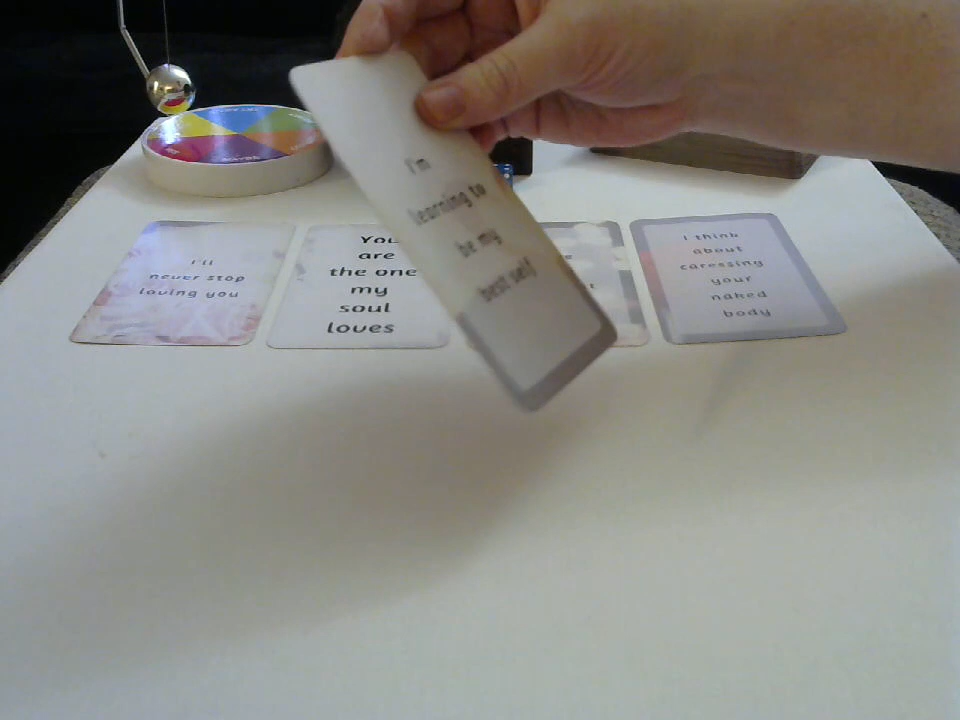 I'm
learning to
be my
best self
I'll
never stop
loving you
You
are
the one
my
soul
loves
I think
about
caressing
your
naked
body
MAYBE